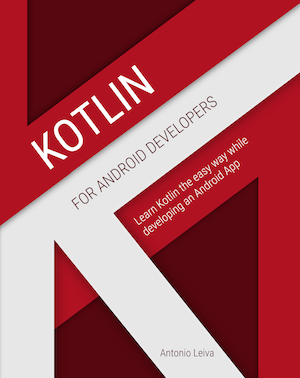 KOTLIN
FOR ANDROID DEVELOPERS
Learn Kotlin the easy way while
developing an Android App
Antonio Leiva